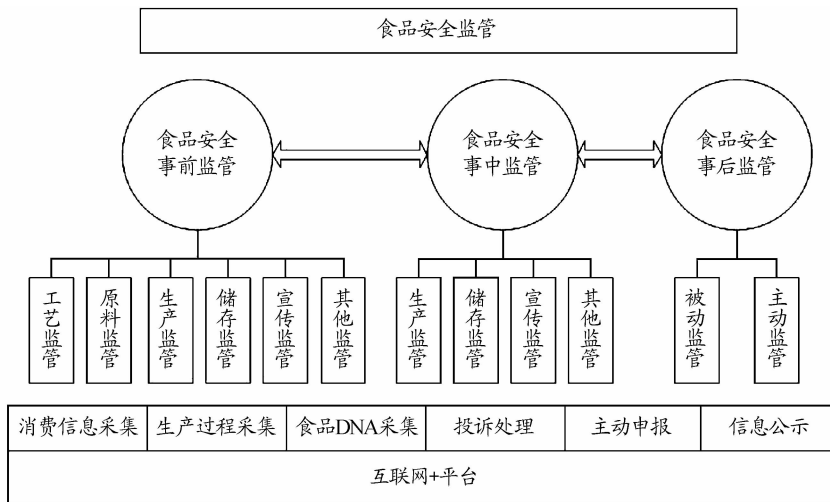 食品安全监管
食品安全
事前监管
食品安全
事中监管
食品安全
事后监管
工艺监管
原料监管
生产监管
储存监管
宣传监管
其他监管
生产监管
储存监管
宣传监管
其他监管
被动监管
主动监管
消费信息采集
生产过程采集
食品DNA采集
投诉处理
主动申报
信息公示
互联网+平台